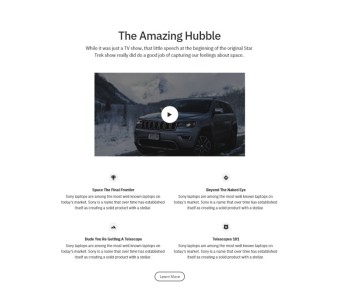 The Amazing Hubble
While it was just a TV show, that little speech at the beginning of the original Star
Trek show really did do a good job of capturing our feelings about space.
Space The Final Frontier
Sony laptops are among the most well known laptops on
today's market. Sony is a name that over time has established
itself as creating a solid product with a stellar.
Beyond The Naked Eye
Sony laptops are among the most well known laptops on
today's market. Sony is a name that over time has established
itself as creating a solid product with a stellar.
Dude You Re Getting A Telescope
Sony laptops are among the most well known laptops on
today's market. Sony is a name that over time has established
itself as creating a solid product with a stellar.
Telescopes 101
Sony laptops are among the most well known laptops on
today's market. Sony is a name that over time has established
itself as creating a solid product with a stellar.
Learn More